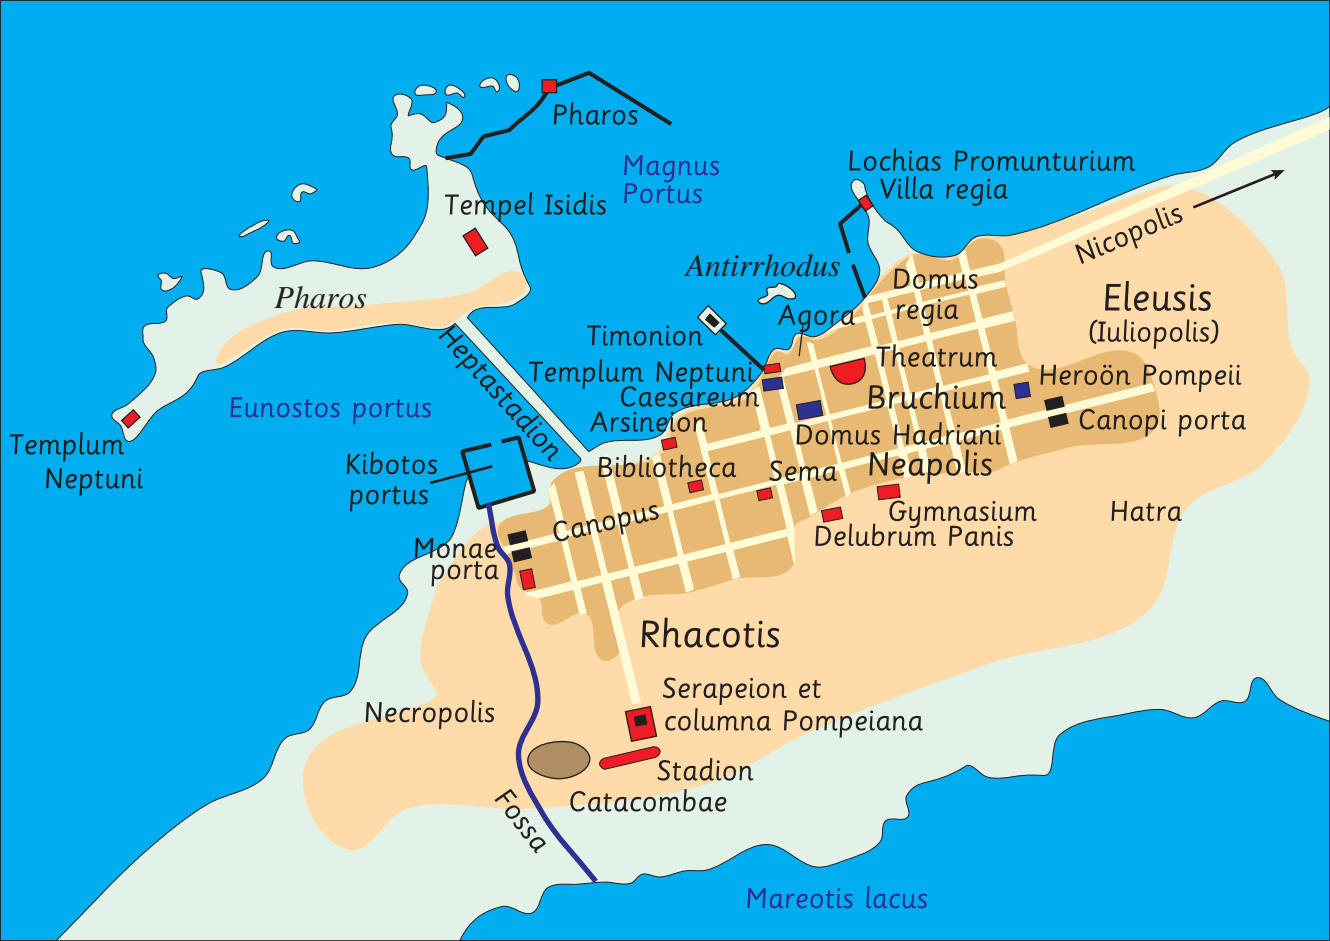 Pharos
Magnus
Portus
Lochias Promunturium
Villa regia
Tempel Isidis
Nicopolis
Antirrhodus
Domus
regia
Pharos
Eleusis
(Iuliopolis)
Agora
Timonion
Heptastadion
Theatrum
Templum Neptuni
Heroön Pompeii
Caesareum
Bruchium
Eunostos portus
Arsineion
Canopi porta
Domus Hadriani
Templum
Neptuni
Kibotos
portus
Bibliotheca
Sema
Neapolis
Canopus
Gymnasium
Hatra
Delubrum Panis
Monae
porta
Rhacotis
Serapeion et
columna Pompeiana
Necropolis
Stadion
Catacombae
Fossa
Mareotis lacus